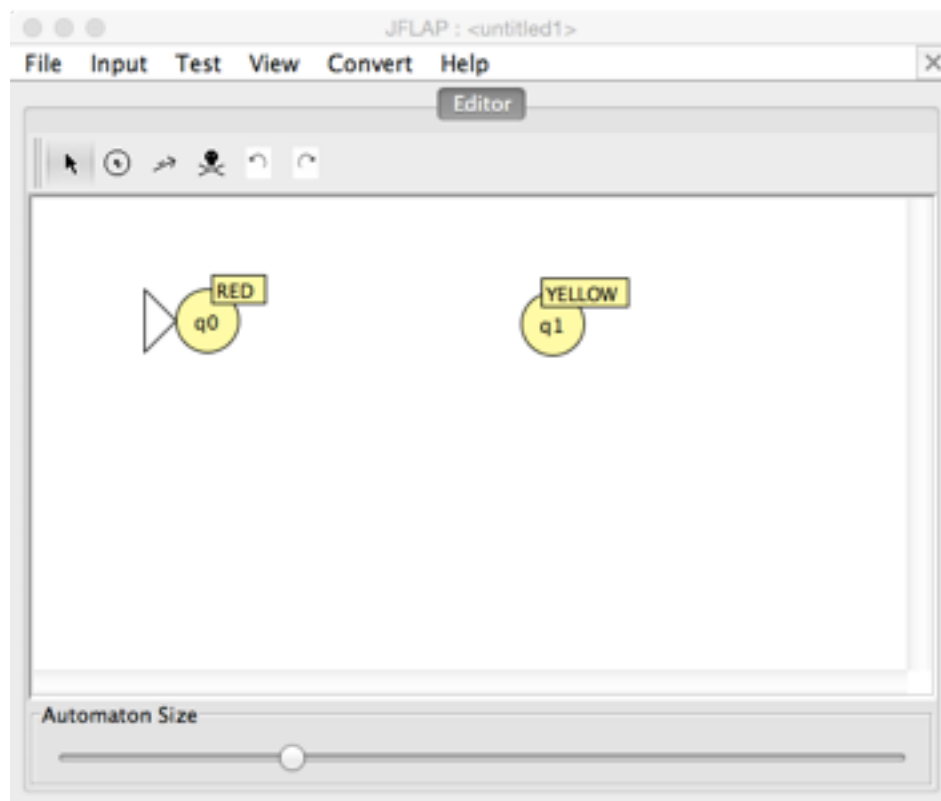 JFLAP : <untitled1>
File Input Test View Convert Help
Editor
RED
q0
YELLOW
q1
Automaton Size